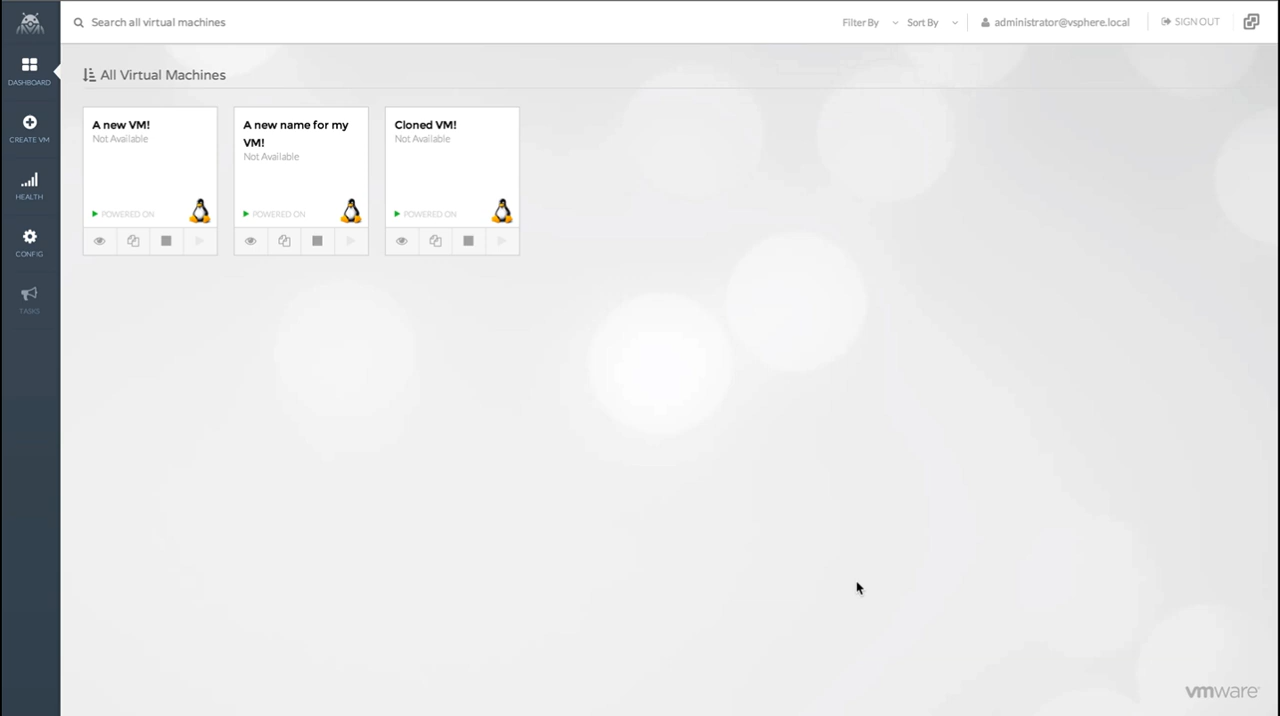 Search all virtual machines
Filter By
Sort By
administrator@vsphere.local
SIGN OUT
DASHBOARD
CREATE VM
HEALTH
CONFIG
TASKS
All Virtual Machines
A new VM!
Not Available
POWERED ON
A new name for my
VM!
Not Available
POWERED ON
Cloned VM!
Not Available
POWERED ON
vmware